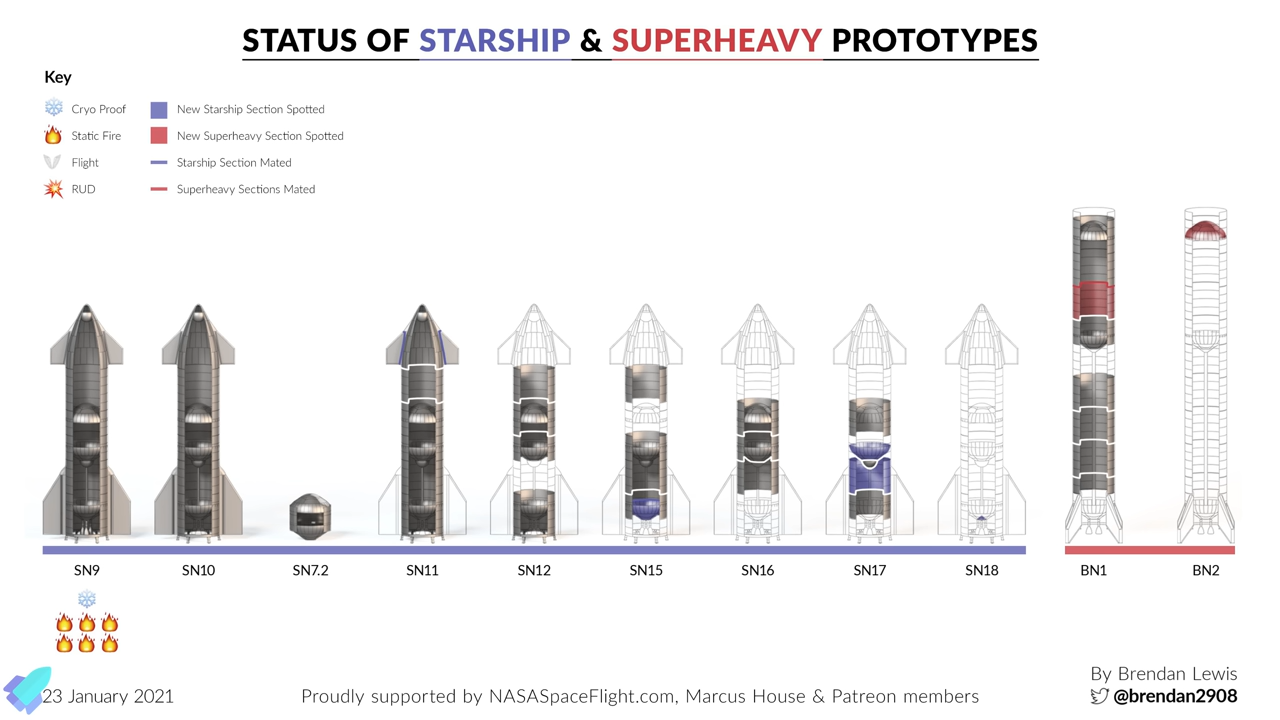 STATUS OF STARSHIP & SUPERHEAVY PROTOTYPES
Key
Cryo Proof
Static Fire
Flight
RUD
New Starship Section Spotted
New Superheavy Section Spotted
Starship Section Mated
Superheavy Sections Mated
SN9 SN10 SN7.2 SN11 SN12 SN15 SN16 SN17 SN18 BN1 BN2
By Brendan Lewis
23 January 2021
Proudly supported by NASASpaceFlight.com, Marcus House & Patreon members
@brendan2908